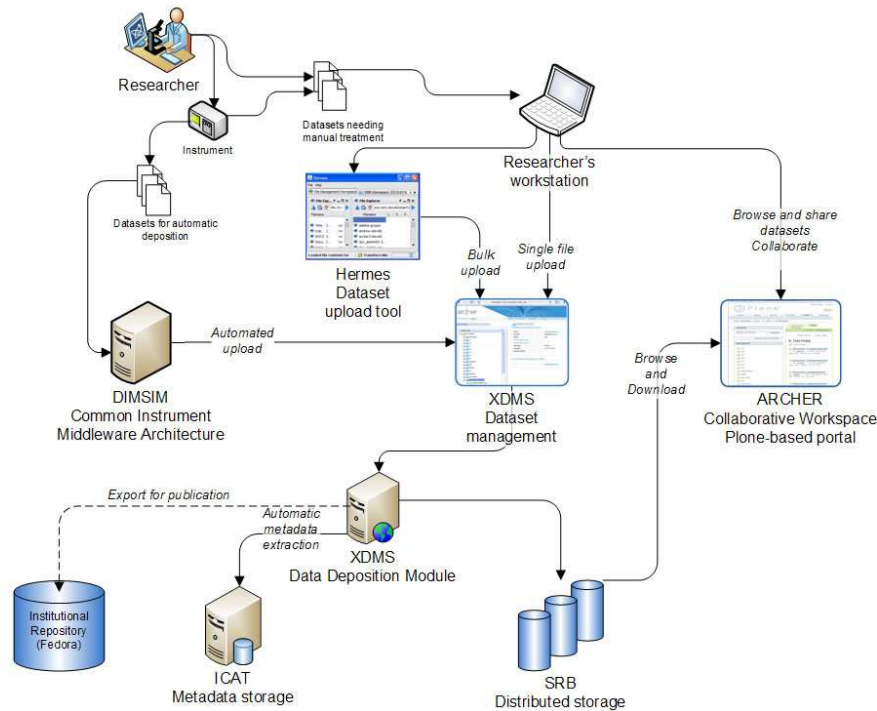 Researcher
Instrument
Datasets needing
manual treatment
Researcher's
workstation
Datasets for automatic
deposition
Hermes
Dataset
upload tool
Bulk
upload
Single file
upload
Browse and share
datasets
Collaborate
Automated
upload
DIMSIM
Common Instrument
Middleware Architecture
XDMS
Dataset
management
Browse
and
Download
ARCHER
Collaborative Workspace
Plone-based portal
Export for publication
Automatic
metadata
extraction
XDMS
Data Deposition Module
Institutional
Repository
(Fedora)
ICAT
Metadata storage
SRB
Distributed storage